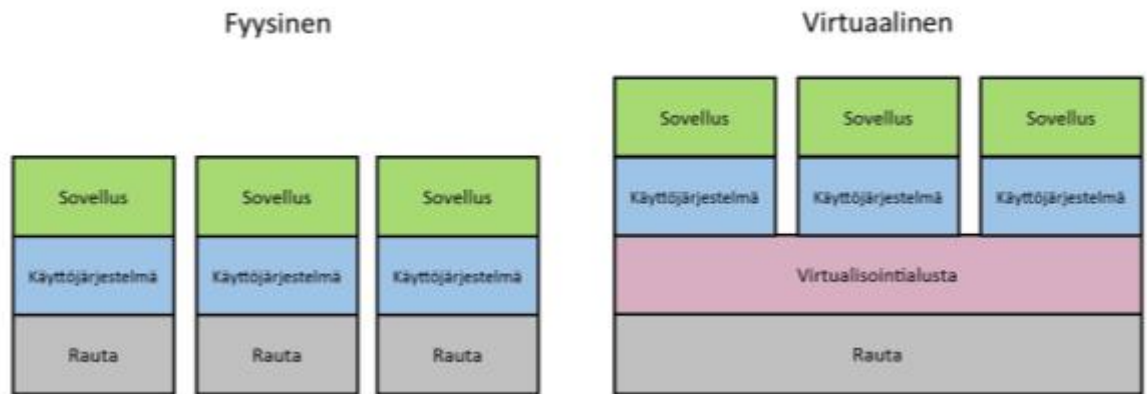 Fyysinen
Virtuaalinen
Sovellus
Sovellus
Sovellus
Käyttöjärjestelmä
Käyttöjärjestelmä
Käyttöjärjestelmä
Rauta
Rauta
Rauta
Sovellus
Sovellus
Sovellus
Käyttöjärjestelmä
Käyttöjärjestelmä
Käyttöjärjestelmä
Virtualisointialusta
Rauta